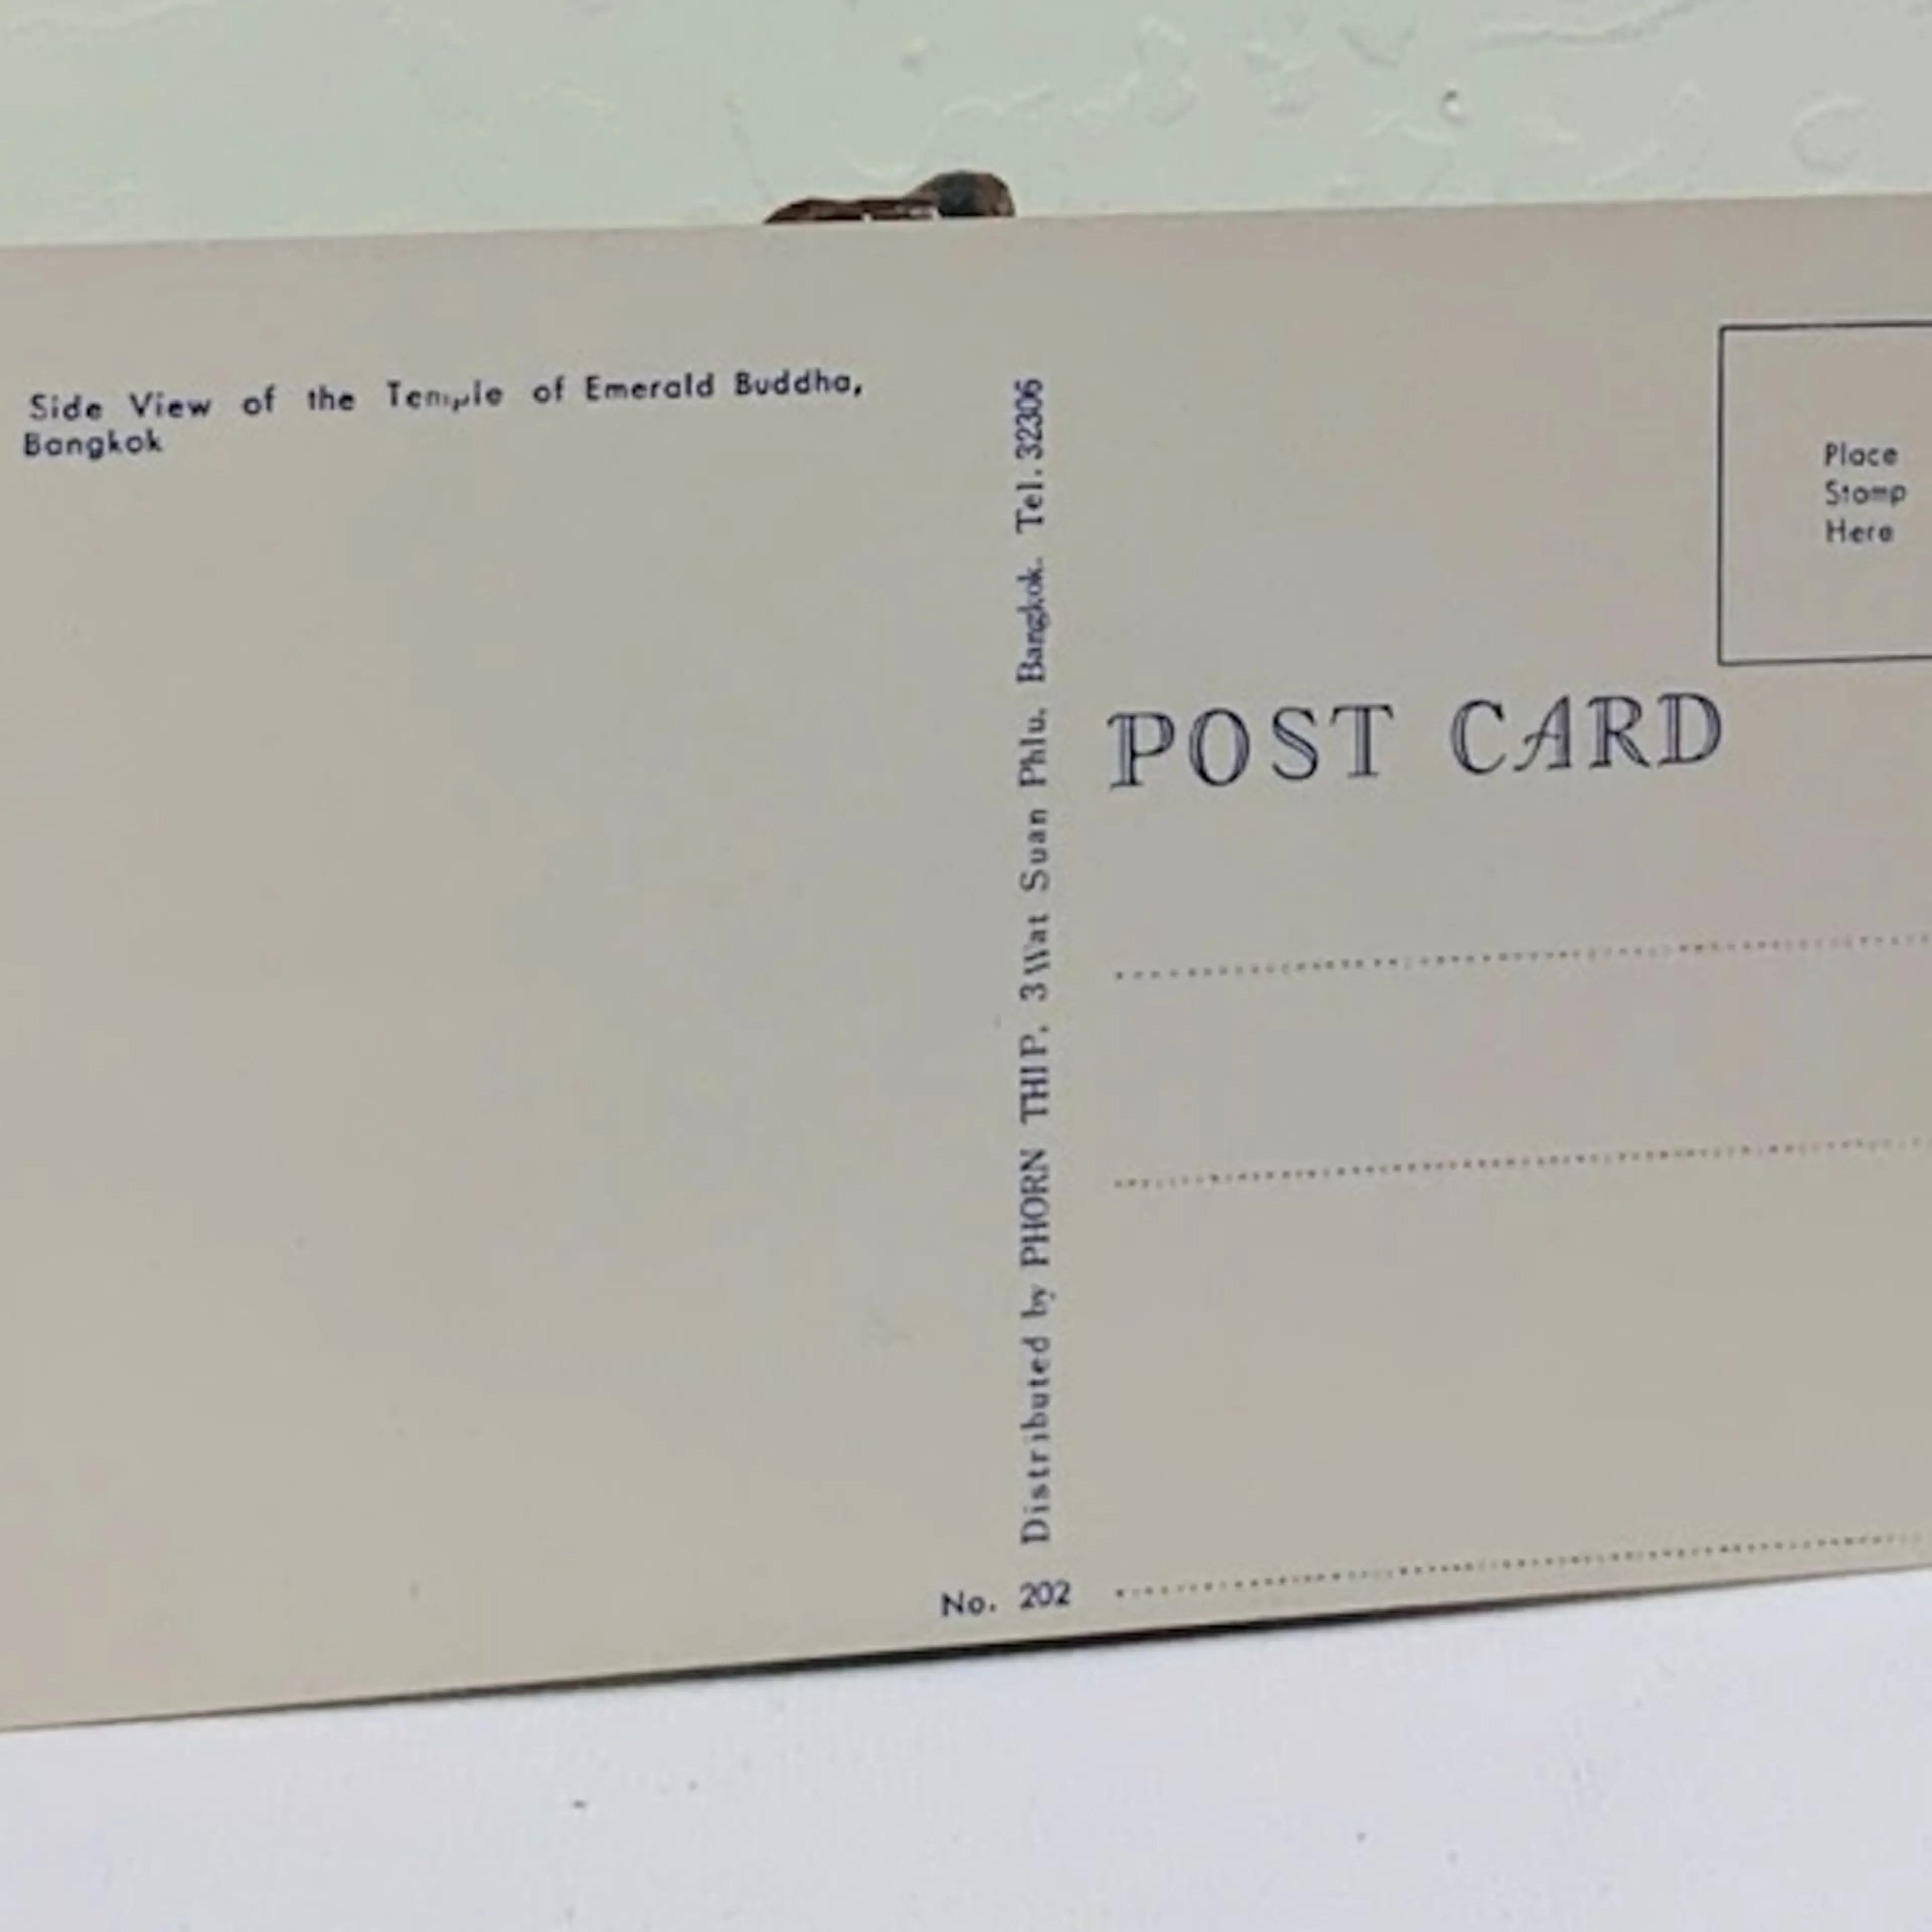 Side View of the Temple of Emerald Buddha,
Bangkok
Distributed by PHORN THIP. 3 Wat Suan Phlu. Bangkok. Tel. 32306
No. 202
Place
Stamp
Here
POST CARD